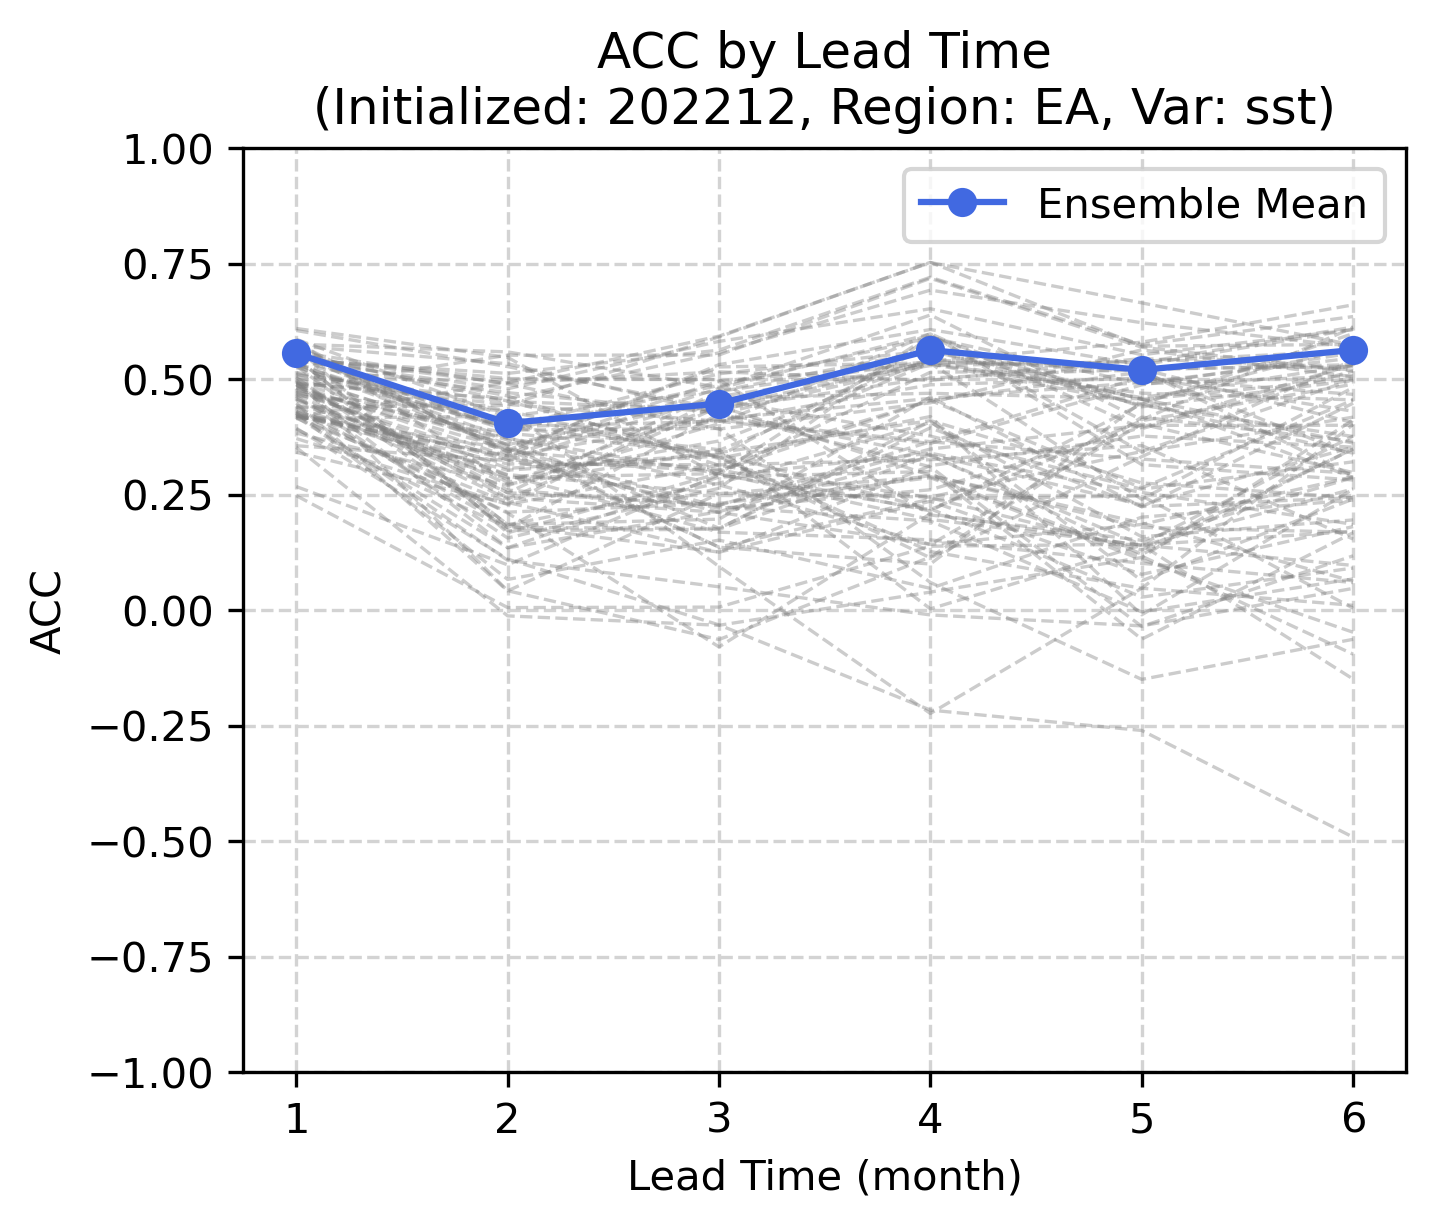 ACC by Lead Time
(Initialized: 202212, Region: EA, Var: sst)
Ensemble Mean
1.00
0.75
0.50
0.25
0.00
−0.25
−0.50
−0.75
−1.00
ACC
1 2 3 4 5 6
Lead Time (month)